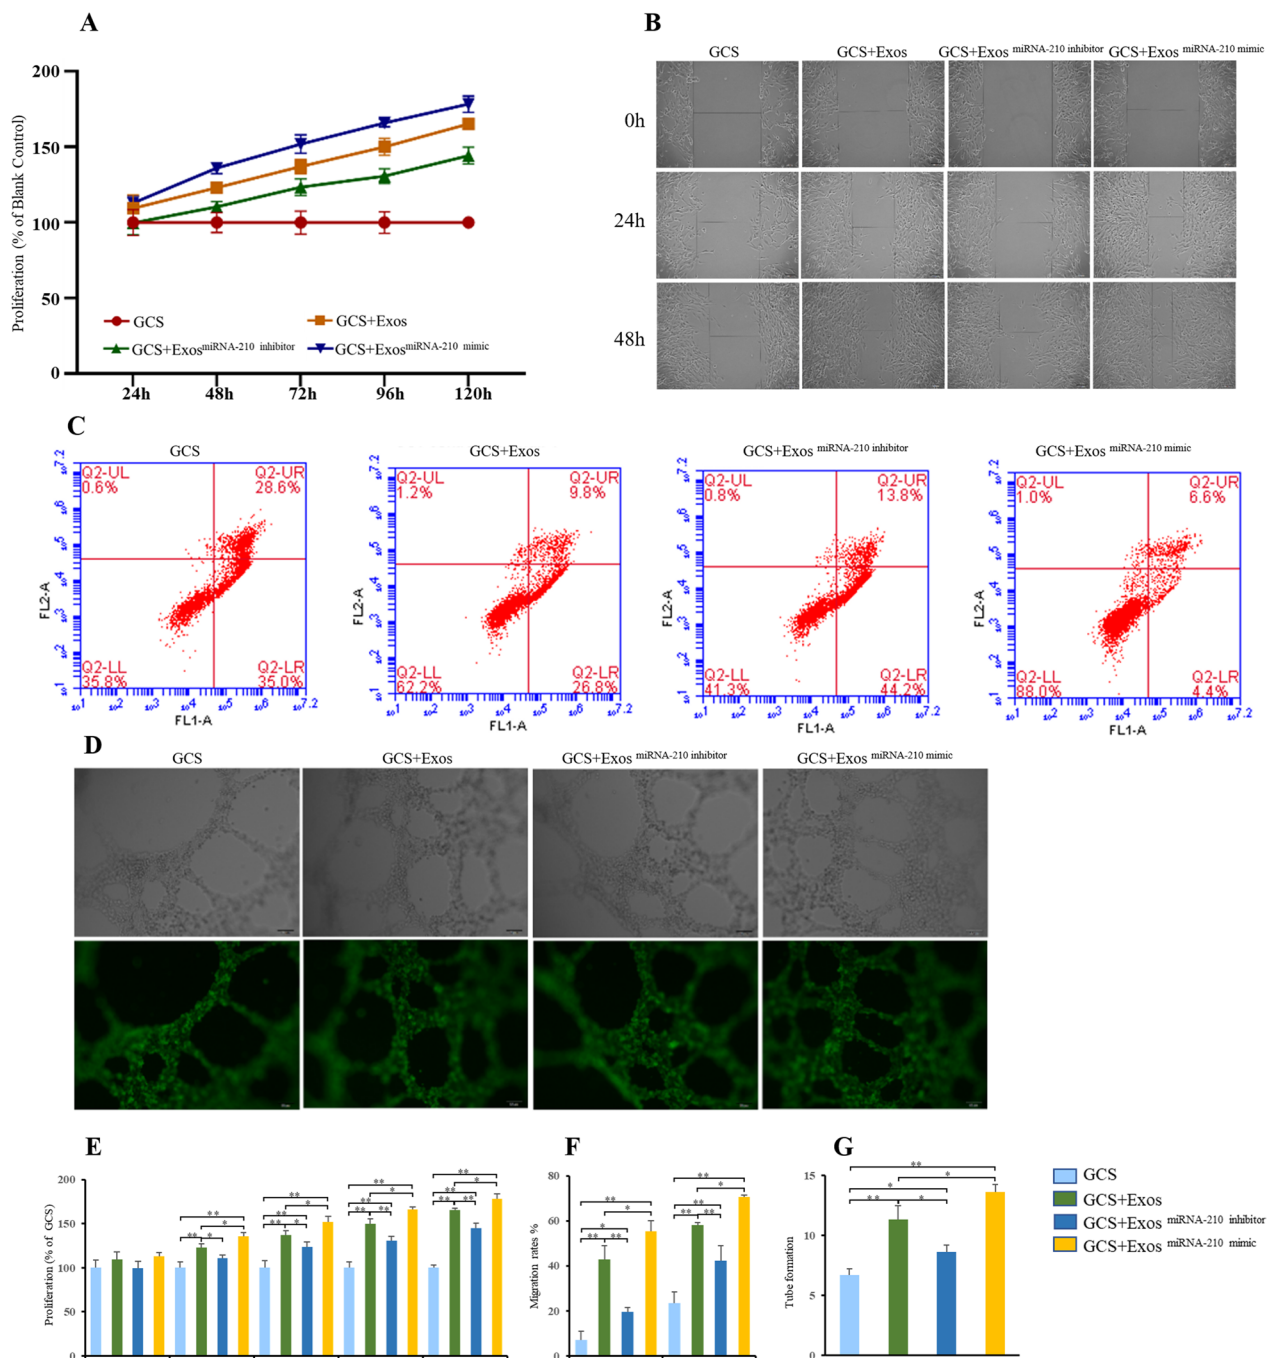 A
200
150
100
50
0
Proliferation (% of Blank Control)
GCS
GCS+Exos
GCS+Exos miRNA-210 inhibitor
GCS+Exos miRNA-210 mimic
24h 48h 72h 96h 120h
B
GCS GCS+Exos GCS+Exos miRNA-210 inhibitor GCS+Exos miRNA-210 mimic
0h
24h
48h
C
GCS
Q2-UL Q2-UR
0.6% 28.6%
Q2-LL Q2-LR
35.8% 35.0%
FL2-A
FL1-A
GCS+Exos
Q2-UL Q2-UR
1.2% 9.8%
Q2-LL Q2-LR
62.2% 26.8%
FL2-A
FL1-A
GCS+Exos miRNA-210 inhibitor
Q2-UL Q2-UR
0.8% 13.8%
Q2-LL Q2-LR
41.3% 44.2%
FL2-A
FL1-A
GCS+Exos miRNA-210 mimic
Q2-UL Q2-UR
1.0% 6.6%
Q2-LL Q2-LR
88.0% 4.4%
FL2-A
FL1-A
D
GCS GCS+Exos GCS+Exos miRNA-210 inhibitor GCS+Exos miRNA-210 mimic
E
Proliferation (% of GCS)
200
150
100
50
0
F
Migration rates %
80
60
40
20
0
G
Tube formation
15
10
5
0
GCS
GCS+Exos
GCS+Exos miRNA-210 inhibitor
GCS+Exos miRNA-210 mimic